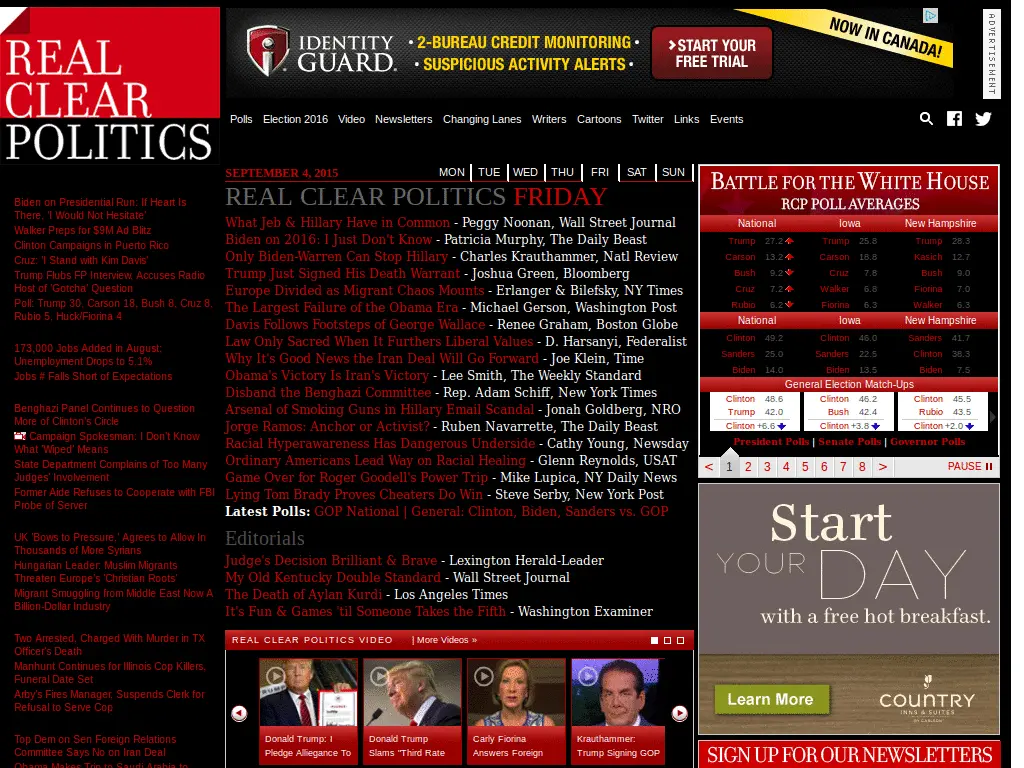 REAL
CLEAR
POLITICS
IDENTITY
GUARD.
• 2-BUREAU CREDIT MONITORING •
• SUSPICIOUS ACTIVITY ALERTS •
START YOUR
FREE TRIAL
NOW IN CANADA!
ADVERTISEMENT
Polls Election 2016 Video Newsletters Changing Lanes Writers Cartoons Twitter Links Events
Biden on Presidential Run: If Heart Is
There, 'I Would Not Hesitate'
Walker Preps for $9M Ad Blitz
Clinton Campaigns in Puerto Rico
Cruz: 'I Stand with Kim Davis'
Trump Flubs FP Interview, Accuses Radio
Host of 'Gotcha' Question
Poll: Trump 30, Carson 18, Bush 8, Cruz 8,
Rubio 5, Huck/Fiorina 4
173,000 Jobs Added in August:
Unemployment Drops to 5.1%
Jobs # Falls Short of Expectations
Benghazi Panel Continues to Question
More of Clinton's Circle
Campaign Spokesman: I Don't Know
What 'Wiped' Means
State Department Complains of Too Many
Judges' Involvement
Former Aide Refuses to Cooperate with FBI
Probe of Server
UK 'Bows to Pressure,' Agrees to Allow In
Thousands of More Syrians
Hungarian Leader: Muslim Migrants
Threaten Europe's 'Christian Roots'
Migrant Smuggling from Middle East Now A
Billion-Dollar Industry
Two Arrested, Charged With Murder in TX
Officer's Death
Manhunt Continues for Illinois Cop Killers,
Funeral Date Set
Arby's Fires Manager, Suspends Clerk for
Refusal to Serve Cop
Top Dem on Sen Foreign Relations
Committee Says No on Iran Deal
Obama Makes Trip to Saudi Arabia to
SEPTEMBER 4, 2015
MON TUE WED THU FRI SAT SUN
REAL CLEAR POLITICS FRIDAY
What Jeb & Hillary Have in Common - Peggy Noonan, Wall Street Journal
Biden on 2016: I Just Don't Know - Patricia Murphy, The Daily Beast
Only Biden-Warren Can Stop Hillary - Charles Krauthammer, Natl Review
Trump Just Signed His Death Warrant - Joshua Green, Bloomberg
Europe Divided as Migrant Chaos Mounts - Erlanger & Bilefsky, NY Times
The Largest Failure of the Obama Era - Michael Gerson, Washington Post
Davis Follows Footsteps of George Wallace - Renee Graham, Boston Globe
Law Only Sacred When It Furthers Liberal Values - D. Harsanyi, Federalist
Why It's Good News the Iran Deal Will Go Forward - Joe Klein, Time
Obama's Victory Is Iran's Victory - Lee Smith, The Weekly Standard
Disband the Benghazi Committee - Rep. Adam Schiff, New York Times
Arsenal of Smoking Guns in Hillary Email Scandal - Jonah Goldberg, NRO
Jorge Ramos: Anchor or Activist? - Ruben Navarrette, The Daily Beast
Racial Hyperawareness Has Dangerous Underside - Cathy Young, Newsday
Ordinary Americans Lead Way on Racial Healing - Glenn Reynolds, USAT
Game Over for Roger Goodell's Power Trip - Mike Lupica, NY Daily News
Lying Tom Brady Proves Cheaters Do Win - Steve Serby, New York Post
Latest Polls: GOP National | General: Clinton, Biden, Sanders vs. GOP
Editorials
Judge's Decision Brilliant & Brave - Lexington Herald-Leader
My Old Kentucky Double Standard - Wall Street Journal
The Death of Aylan Kurdi - Los Angeles Times
It's Fun & Games 'til Someone Takes the Fifth - Washington Examiner
REAL CLEAR POLITICS VIDEO | More Videos »
Donald Trump: I
Pledge Alliegance To
Donald Trump
Slams "Third Rate
Carly Fiorina
Answers Foreign
Krauthammer:
Trump Signing GOP
BATTLE FOR THE WHITE HOUSE
RCP POLL AVERAGES
National Iowa New Hampshire
Trump 27.2 Trump 25.8 Trump 28.3
Carson 13.2 Carson 18.8 Kasich 12.7
Bush 9.2 Cruz 7.8 Bush 9.0
Cruz 7.2 Walker 6.8 Fiorina 7.0
Rubio 6.2 Fiorina 6.3 Walker 6.3
National Iowa New Hampshire
Clinton 49.2 Clinton 46.0 Sanders 41.7
Sanders 25.0 Sanders 22.5 Clinton 38.3
Biden 14.0 Biden 13.5 Biden 7.5
General Election Match-Ups
Clinton 48.6 Clinton 46.2 Clinton 45.5
Trump 42.0 Bush 42.4 Rubio 43.5
Clinton +6.6 Clinton +3.8 Clinton +2.0
President Polls | Senate Polls | Governor Polls
< 1 2 3 4 5 6 7 8 > PAUSE
Start
YOUR DAY
with a free hot breakfast.
Learn More
COUNTRY
INNS & SUITES
BY CARLSON
SIGN UP FOR OUR NEWSLETTERS